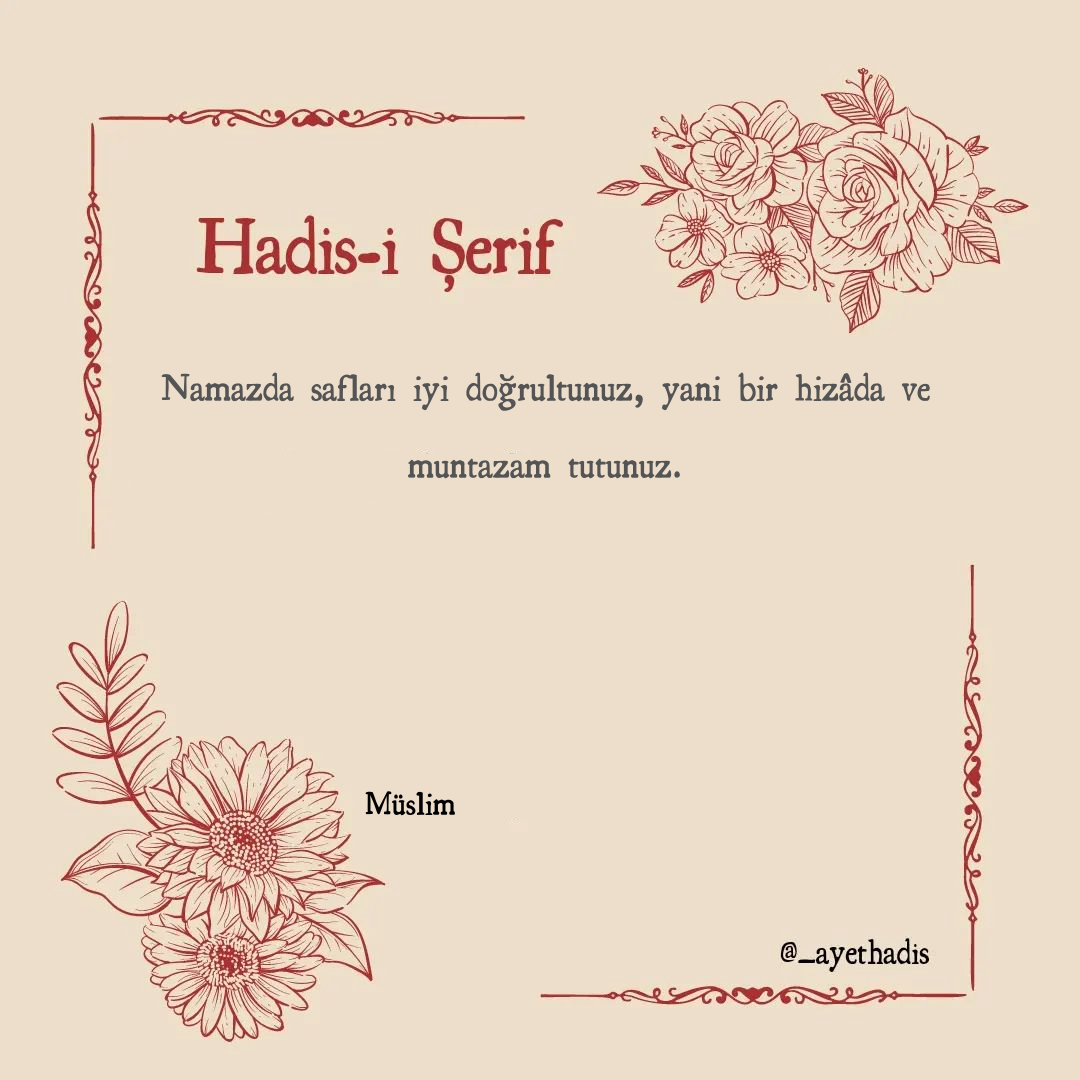 Hadis-i Şerif
Namazda safları iyi doğrultunuz, yani bir hizâda ve
muntazam tutunuz.
Müslim
@_ayethadis